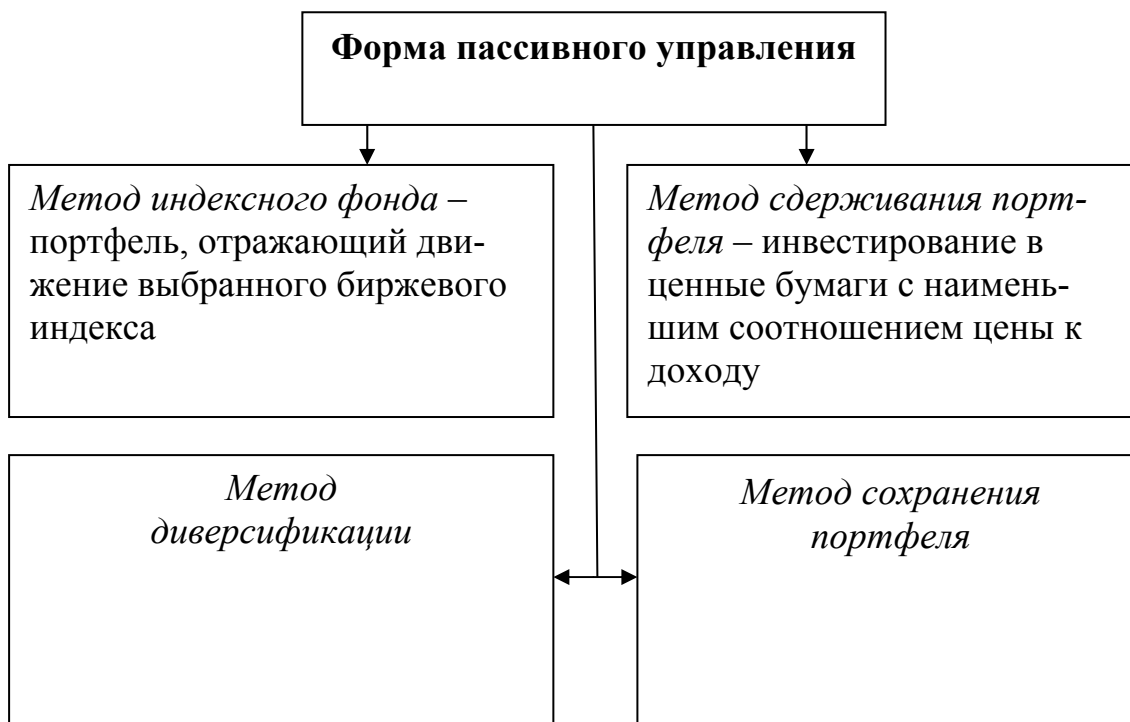 Форма пассивного управления
Метод индексного фонда –
портфель, отражающий дви-
жение выбранного биржевого
индекса
Метод сдерживания порт-
феля – инвестирование в
ценные бумаги с наимень-
шим соотношением цены к
доходу
Метод
диверсификации
Метод сохранения
портфеля